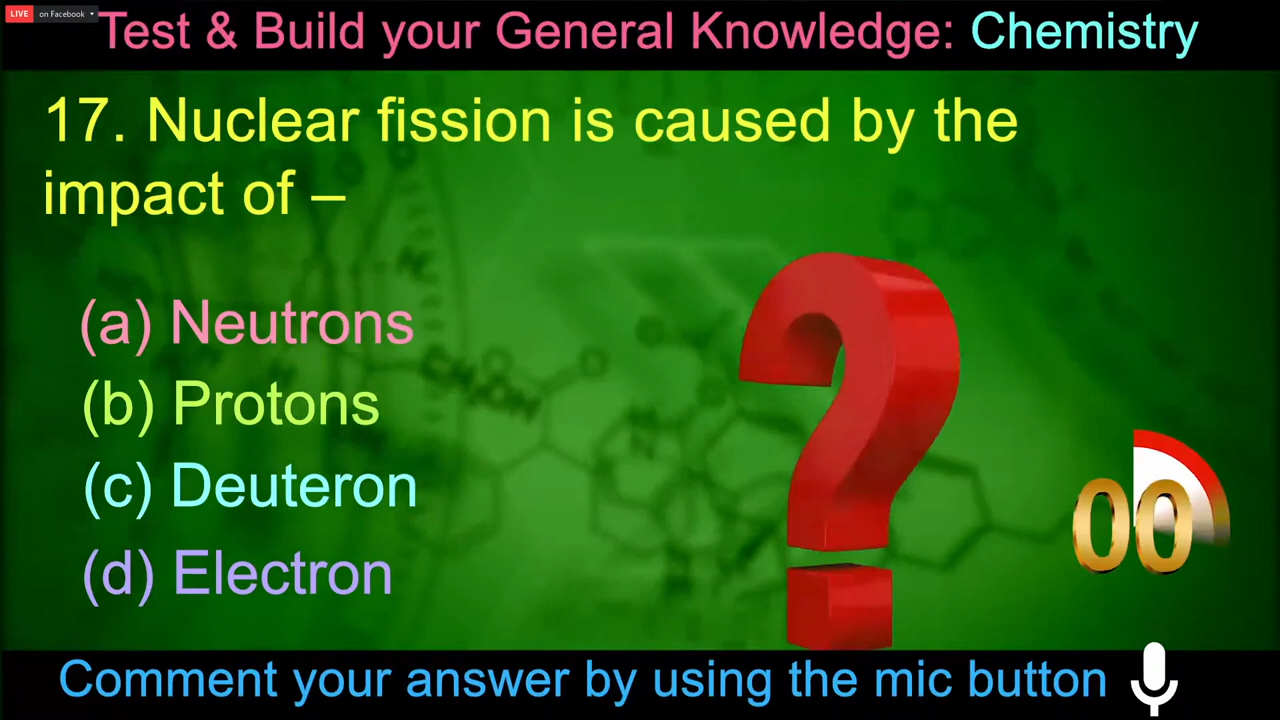 LIVE on Facebook
Test & Build your General Knowledge: Chemistry
17. Nuclear fission is caused by the
impact of –
(a) Neutrons
(b) Protons
(c) Deuteron
(d) Electron
00
Comment your answer by using the mic button